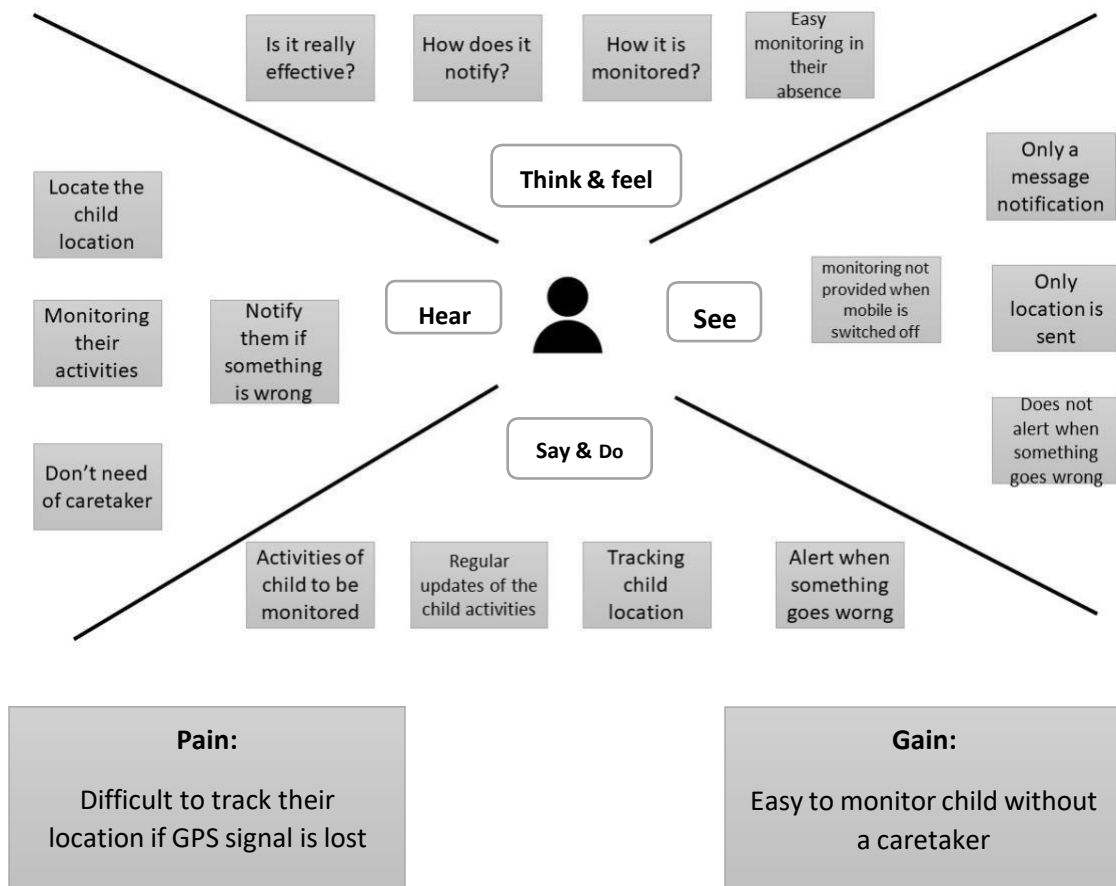 Is it really
effective?
How does it
notify?
How it is
monitored?
Easy
monitoring in
their
absence
Think & feel
Locate the
child
location
Monitoring
their
activities
Notify
them if
something
is wrong
Don't need
of caretaker
Hear
See
monitoring not
provided when
mobile is
switched off
Only a
message
notification
Only
location is
sent
Does not
alert when
something
goes wrong
Say & Do
Activities of
child to be
monitored
Regular
updates of the
child activities
Tracking
child
location
Alert when
something
goes worng
Pain:
Difficult to track their
location if GPS signal is lost
Gain:
Easy to monitor child without
a caretaker